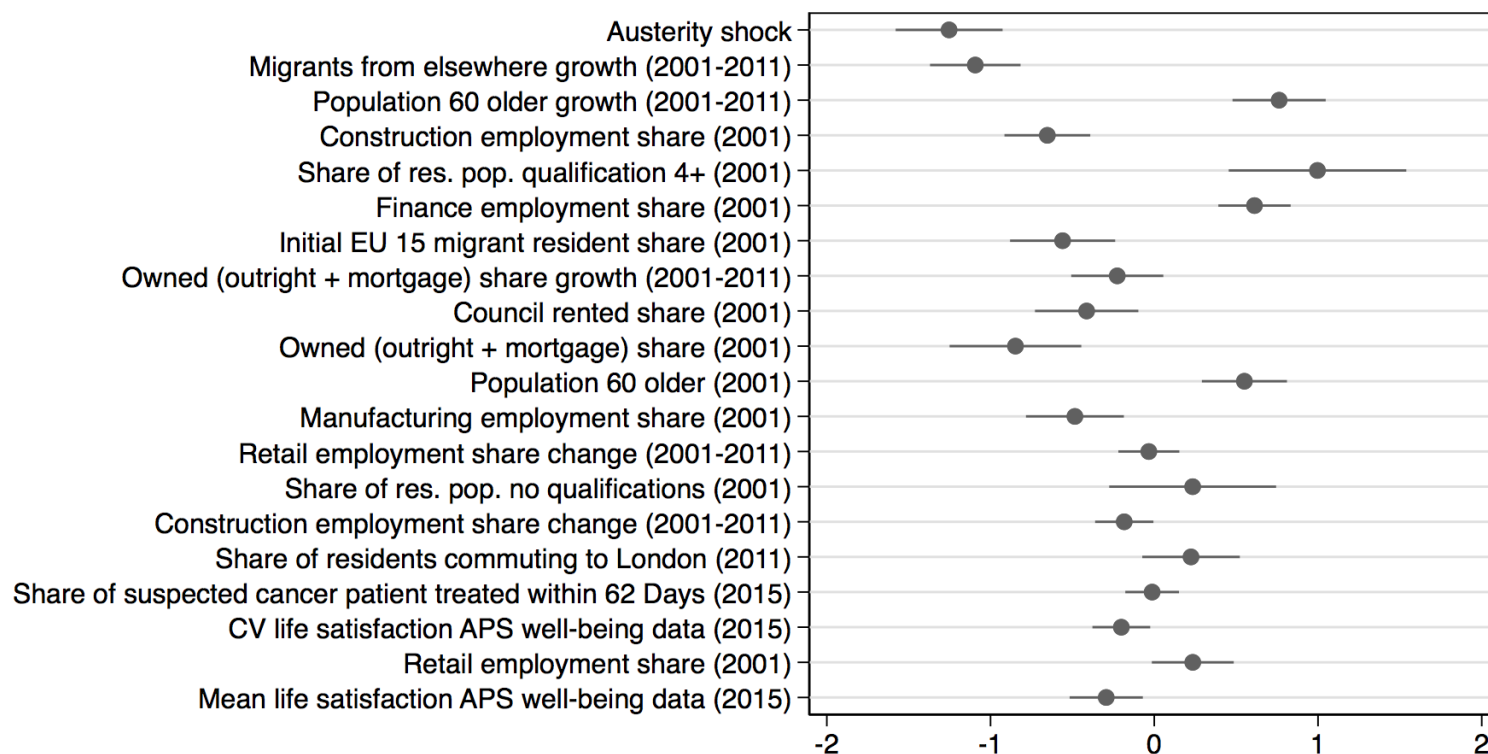 Austerity shock
Migrants from elsewhere growth (2001-2011)
Population 60 older growth (2001-2011)
Construction employment share (2001)
Share of res. pop. qualification 4+ (2001)
Finance employment share (2001)
Initial EU 15 migrant resident share (2001)
Owned (outright + mortgage) share growth (2001-2011)
Council rented share (2001)
Owned (outright + mortgage) share (2001)
Population 60 older (2001)
Manufacturing employment share (2001)
Retail employment share change (2001-2011)
Share of res. pop. no qualifications (2001)
Construction employment share change (2001-2011)
Share of residents commuting to London (2011)
Share of suspected cancer patient treated within 62 Days (2015)
CV life satisfaction APS well-being data (2015)
Retail employment share (2001)
Mean life satisfaction APS well-being data (2015)
-2 -1 0 1 2